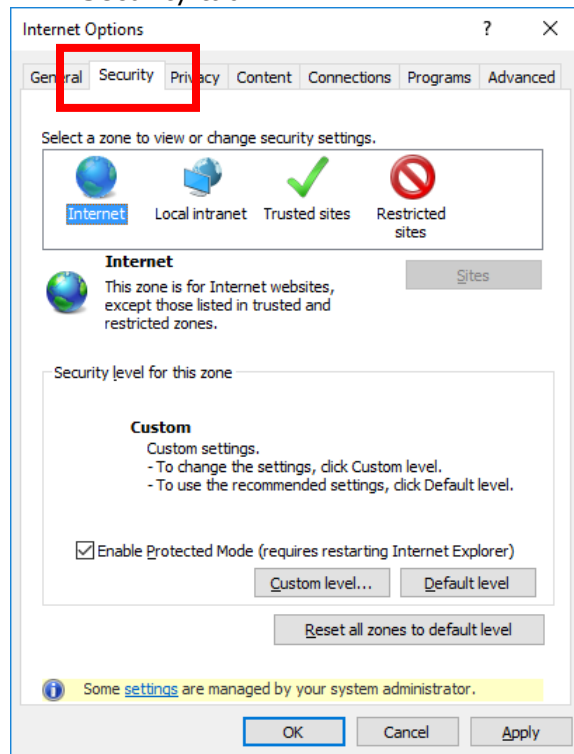 Internet Options ? ×
General Security Privacy Content Connections Programs Advanced
Select a zone to view or change security settings.
Internet Local intranet Trusted sites Restricted
sites
Internet
Sites
This zone is for Internet websites,
except those listed in trusted and
restricted zones.
Security level for this zone
Custom
Custom settings.
- To change the settings, click Custom level.
- To use the recommended settings, click Default level.
Enable Protected Mode (requires restarting Internet Explorer)
Custom level... Default level
Reset all zones to default level
Some settings are managed by your system administrator.
OK Cancel Apply